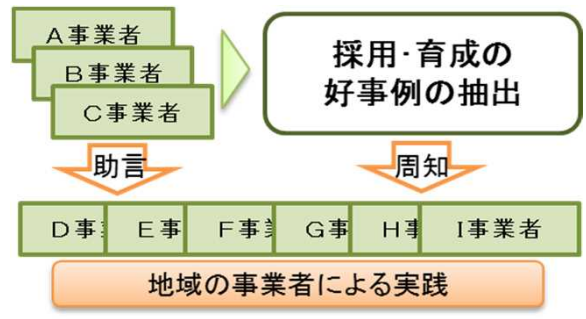 A事業者
B事業者
C事業者
採用・育成の
好事例の抽出
助言
周知
D事
E事
F事
G事
H事
I事業者
地域の事業者による実践